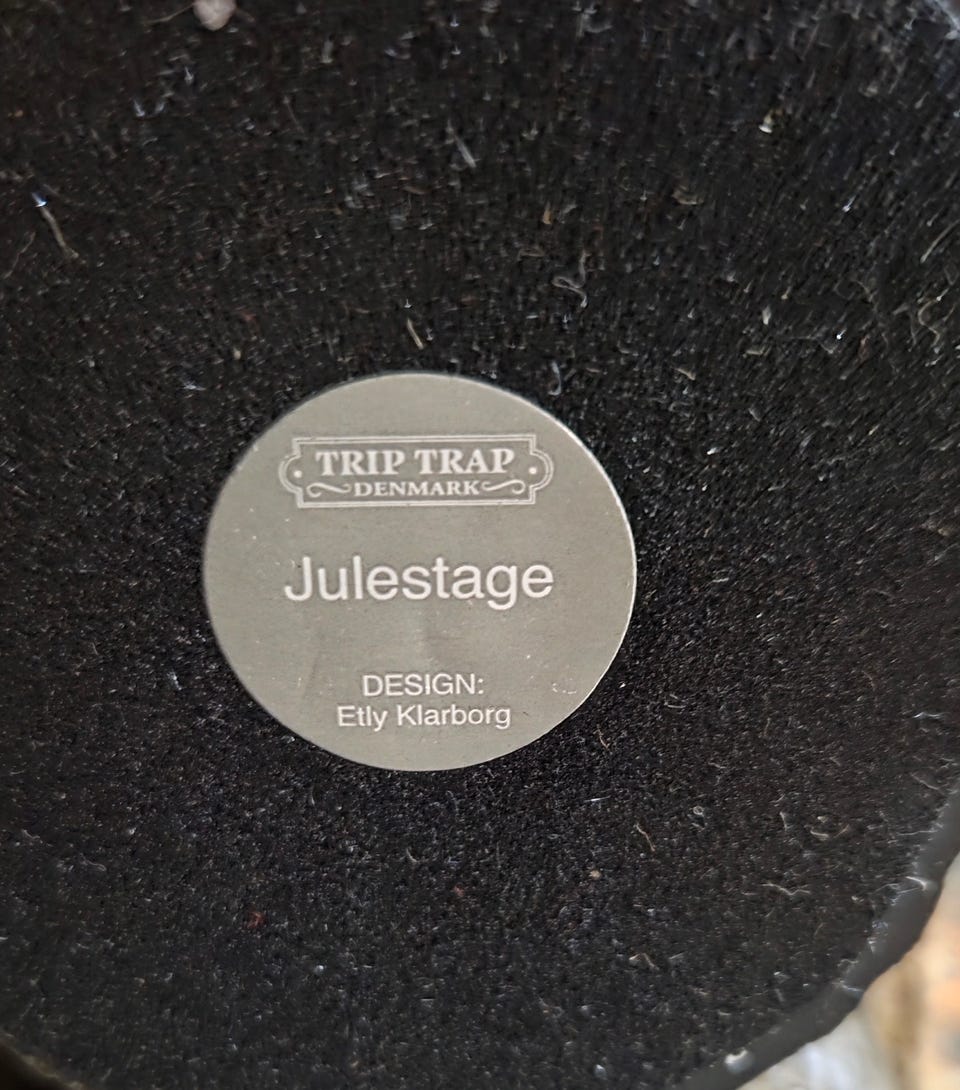 TRIP TRAP
DENMARK
Julestage
DESIGN:
Etly Klarborg